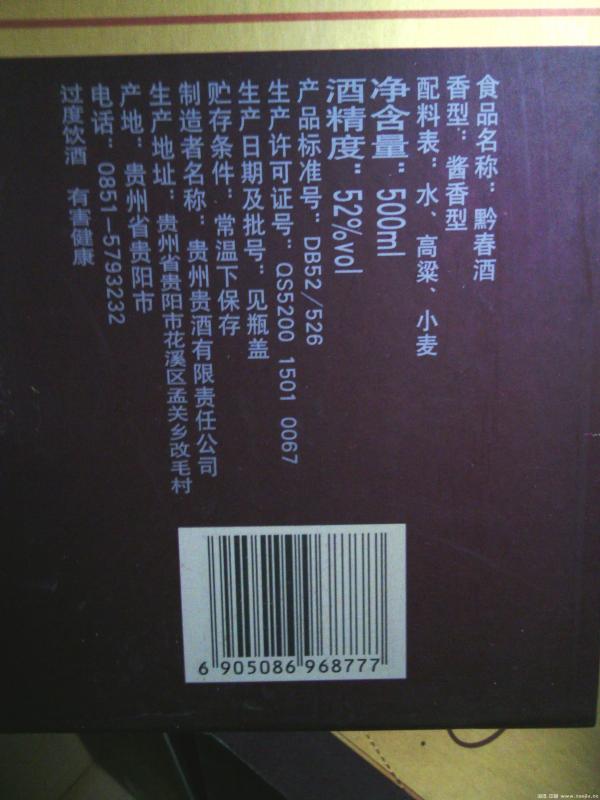 食品名称：黔春酒
香型：酱香型
配料表：水、高粱、小麦
净含量：500ml
酒精度：52%vol
产品标准号：DB52/526
生产许可证号：QS5200 1501 0067
生产日期及批号：见瓶盖
贮存条件：常温下保存
制造者名称：贵州贵酒有限责任公司
生产地址：贵州省贵阳市花溪区孟关乡改毛村
产地：贵州省贵阳市
电话：0851-5793232
过度饮酒 有害健康
6 905086 968777